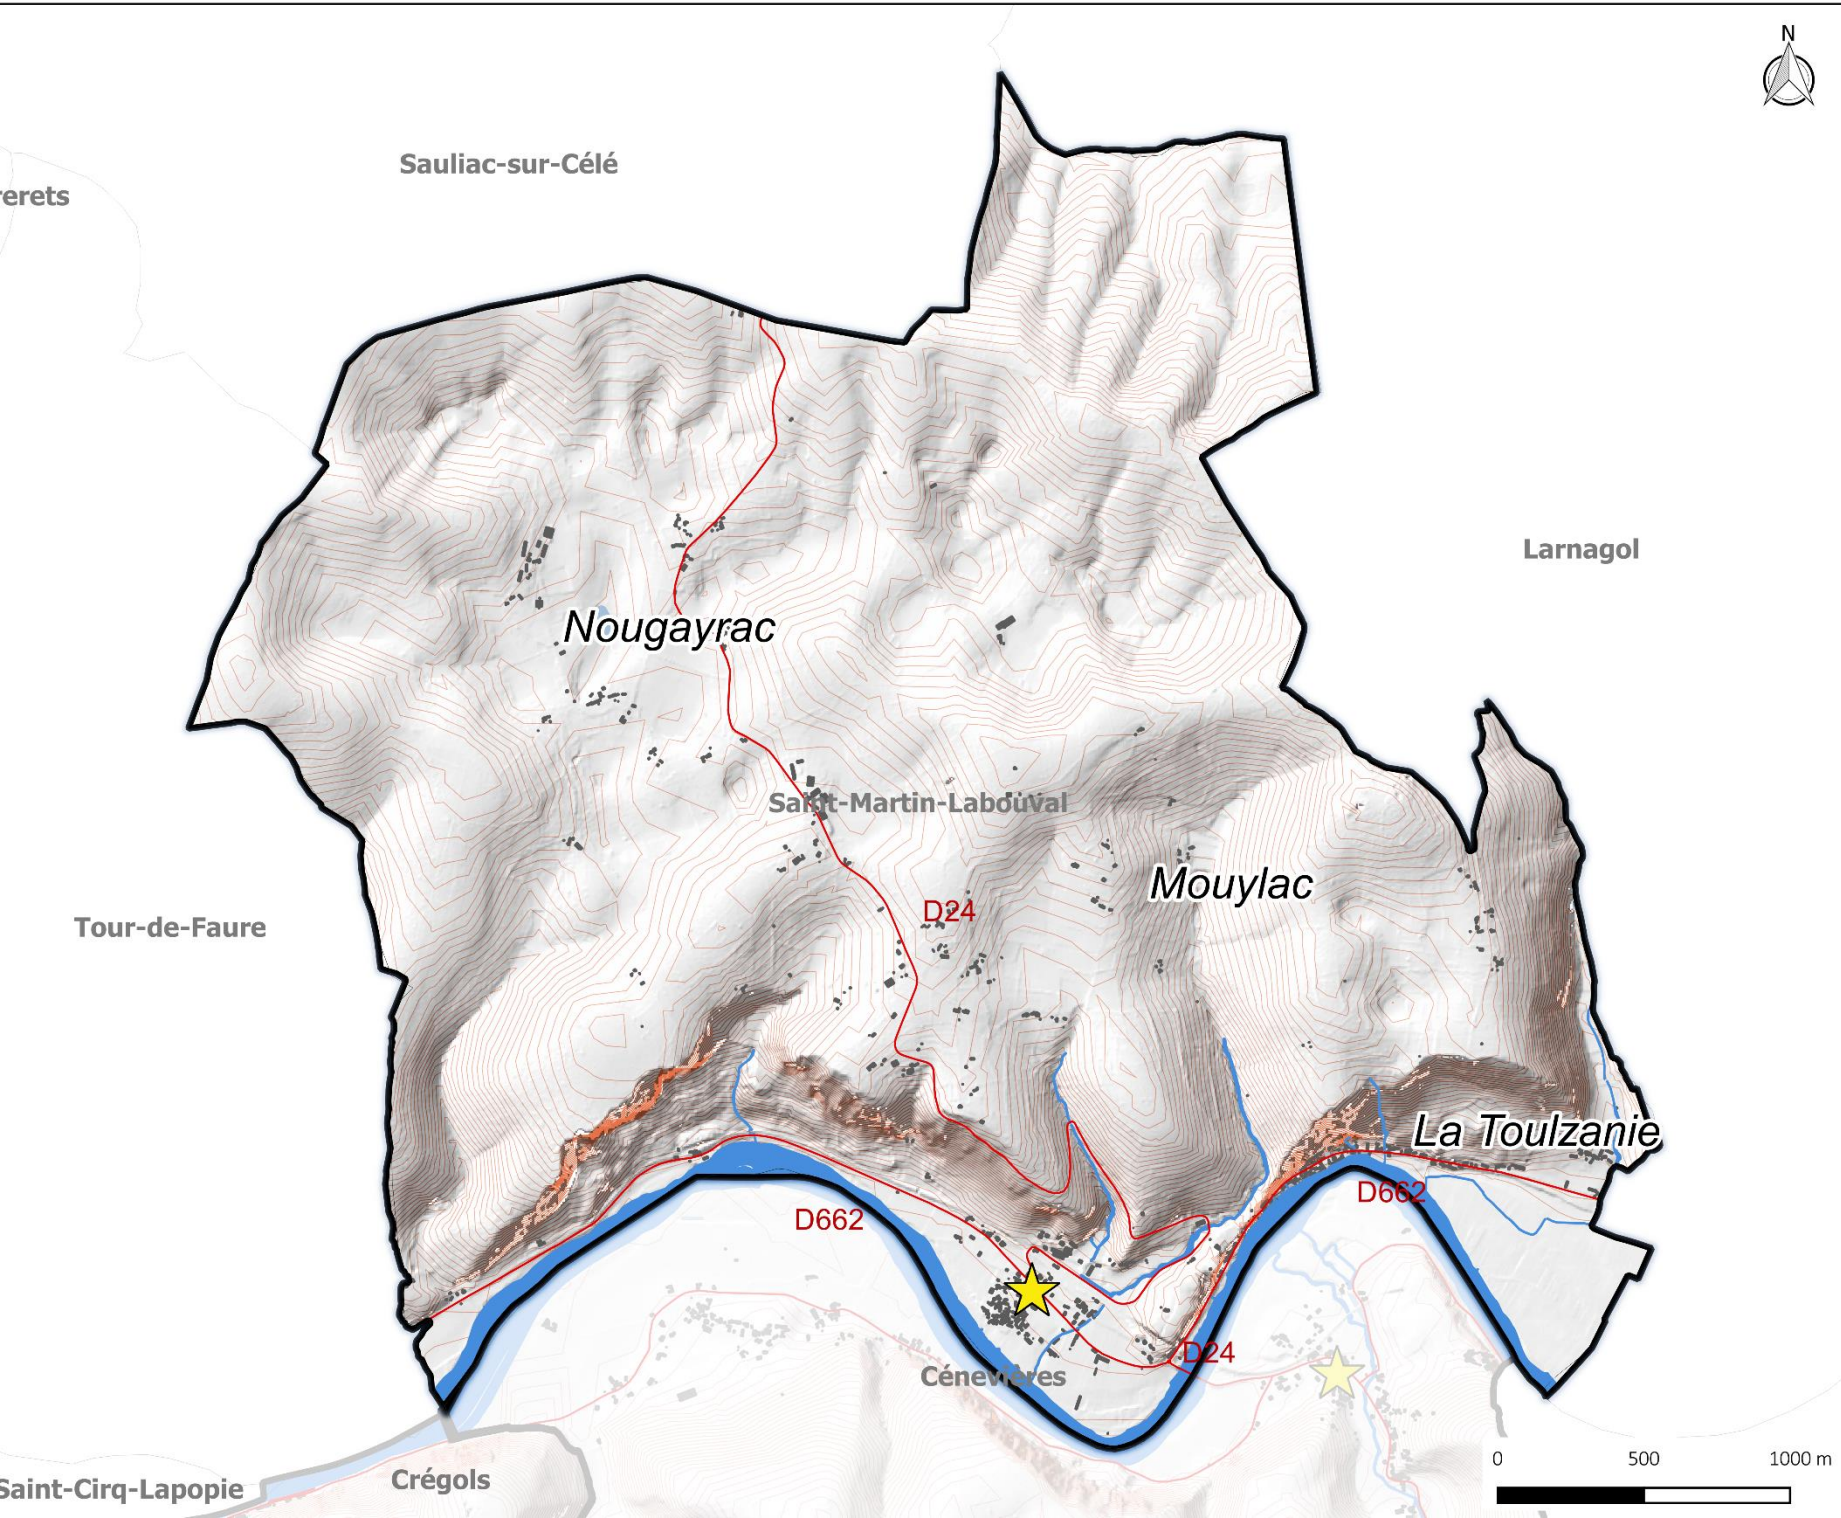 N
Sauliac-sur-Célé
erets
Larnagol
Nougayrac
Saint-Martin-Labouval
Mouylac
D24
Tour-de-Faure
La Toulzanie
D662
D662
D24
Cénevières
Crégols
Saint-Cirq-Lapopie
0 500 1000 m